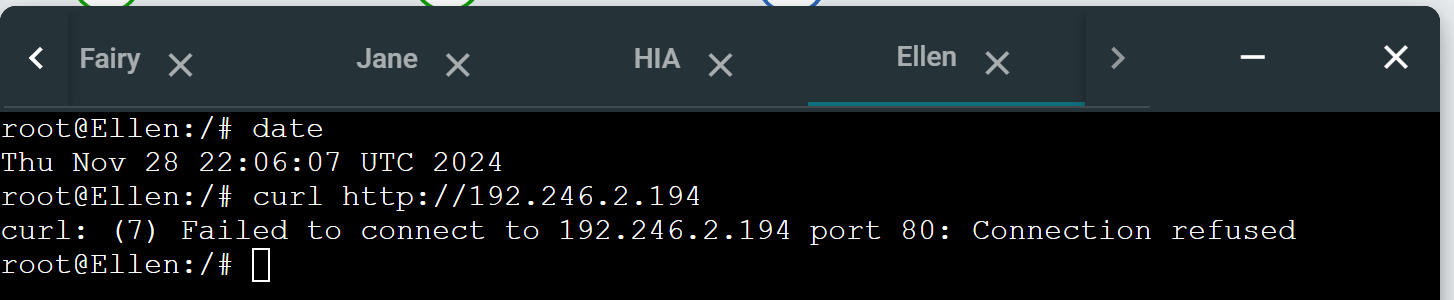 Fairy Jane HIA Ellen
root@Ellen:/# date
Thu Nov 28 22:06:07 UTC 2024
root@Ellen:/# curl http://192.246.2.194
curl: (7) Failed to connect to 192.246.2.194 port 80: Connection refused
root@Ellen:/#